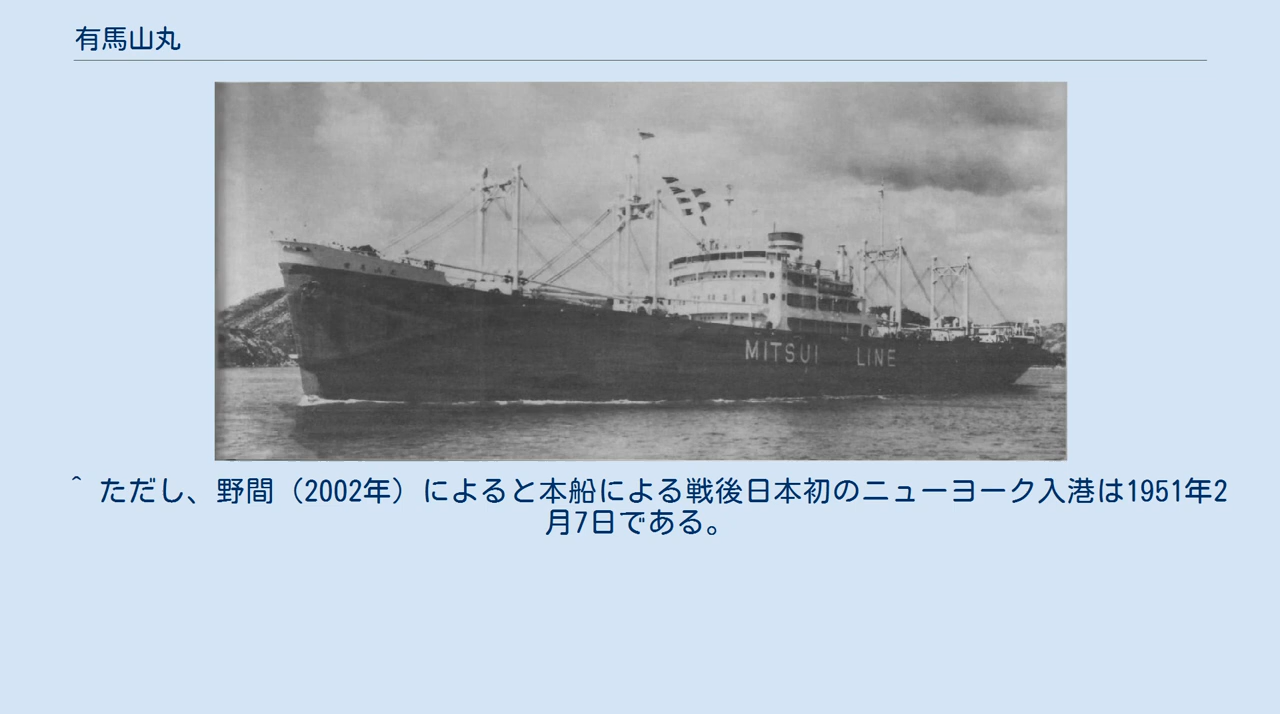 有馬山丸
MITSUI LINE
^ ただし、野間（2002年）によると本船による戦後日本初のニューヨーク入港は1951年2
月7日である。